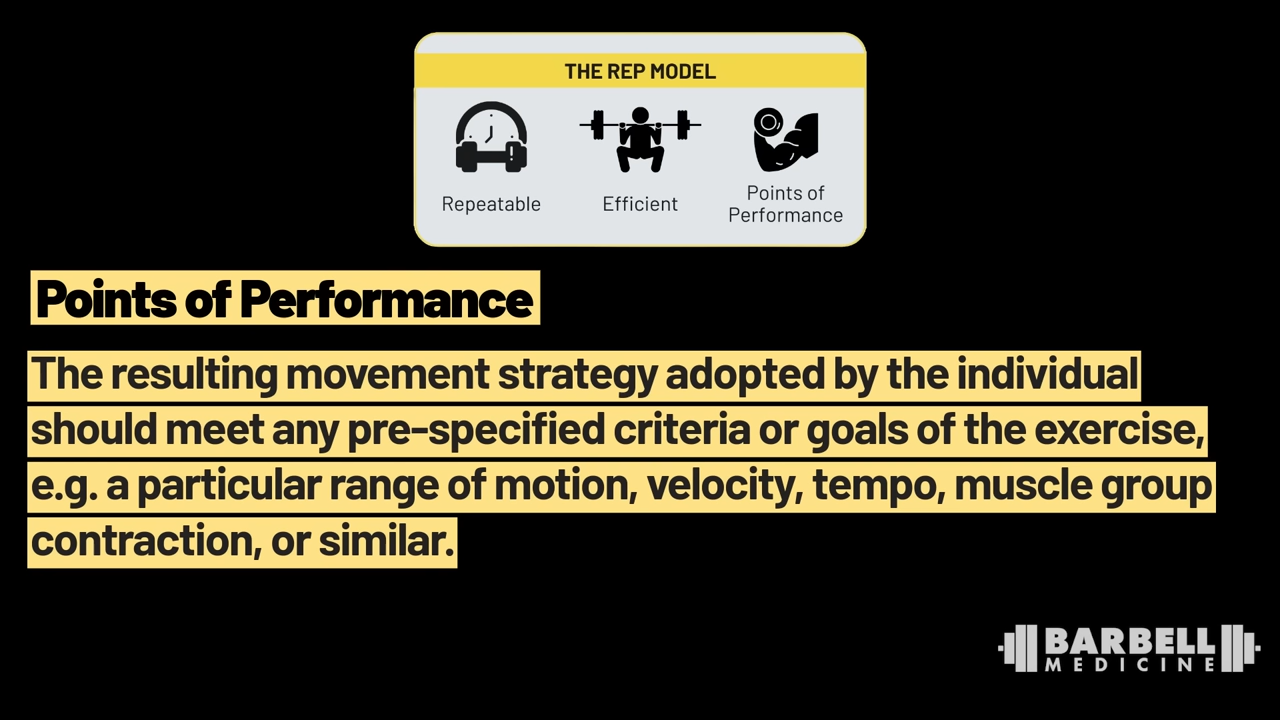 THE REP MODEL
Repeatable
Efficient
Points of
Performance
Points of Performance
The resulting movement strategy adopted by the individual
should meet any pre-specified criteria or goals of the exercise,
e.g. a particular range of motion, velocity, tempo, muscle group
contraction, or similar.
BARBELL
MEDICINE